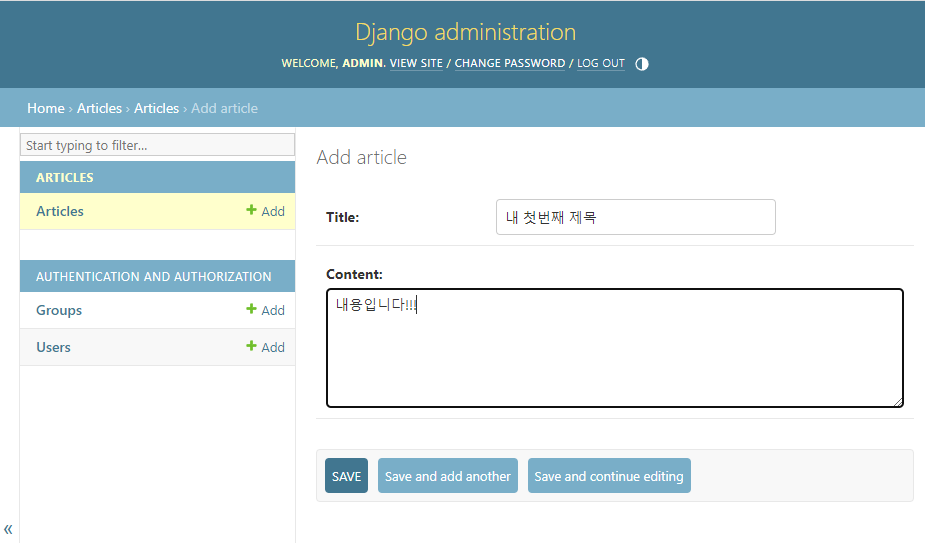 Django administration
WELCOME, ADMIN. VIEW SITE / CHANGE PASSWORD / LOG OUT
Home › Articles › Articles › Add article
Start typing to filter...
ARTICLES
Articles + Add
AUTHENTICATION AND AUTHORIZATION
Groups + Add
Users + Add
«
Add article
Title: 내 첫번째 제목
Content:
내용입니다!!!
SAVE Save and add another Save and continue editing